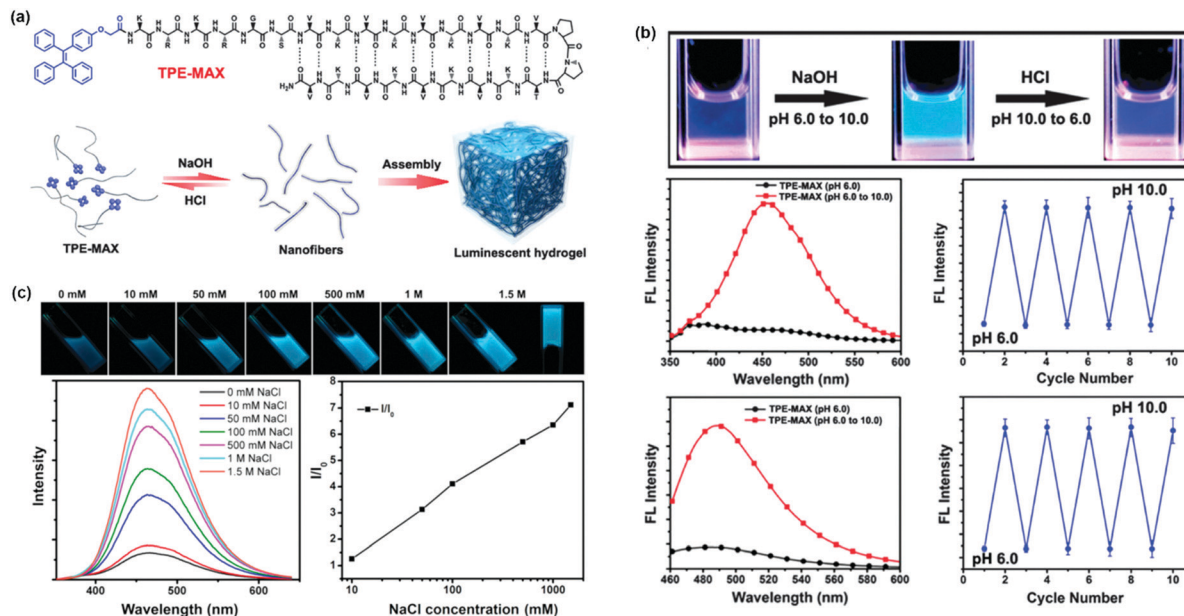 (a)
K K G V V V V
O R R S K K K
TPE-MAX
H₂N
V K V K V K V T
NaOH
HCl
Assembly
TPE-MAX
Nanofibers
Luminescent hydrogel
(b)
NaOH
pH 6.0 to 10.0
HCl
pH 10.0 to 6.0
FL Intensity
TPE-MAX (pH 6.0)
TPE-MAX (pH 6.0 to 10.0)
350 400 450 500 550 600
Wavelength (nm)
FL Intensity
pH 10.0
pH 6.0
0 2 4 6 8 10
Cycle Number
FL Intensity
TPE-MAX (pH 6.0)
TPE-MAX (pH 6.0 to 10.0)
460 480 500 520 540 560 580 600
Wavelength (nm)
FL Intensity
pH 10.0
pH 6.0
0 2 4 6 8 10
Cycle Number
(c)
0 mM 10 mM 50 mM 100 mM 500 mM 1 M 1.5 M
Intensity
0 mM NaCl
10 mM NaCl
50 mM NaCl
100 mM NaCl
500 mM NaCl
1 M NaCl
1.5 M NaCl
400 500 600
Wavelength (nm)
I/I₀
8
7
6
5
4
3
2
1
0
I/I₀
10 100 1000
NaCl concentration (mM)